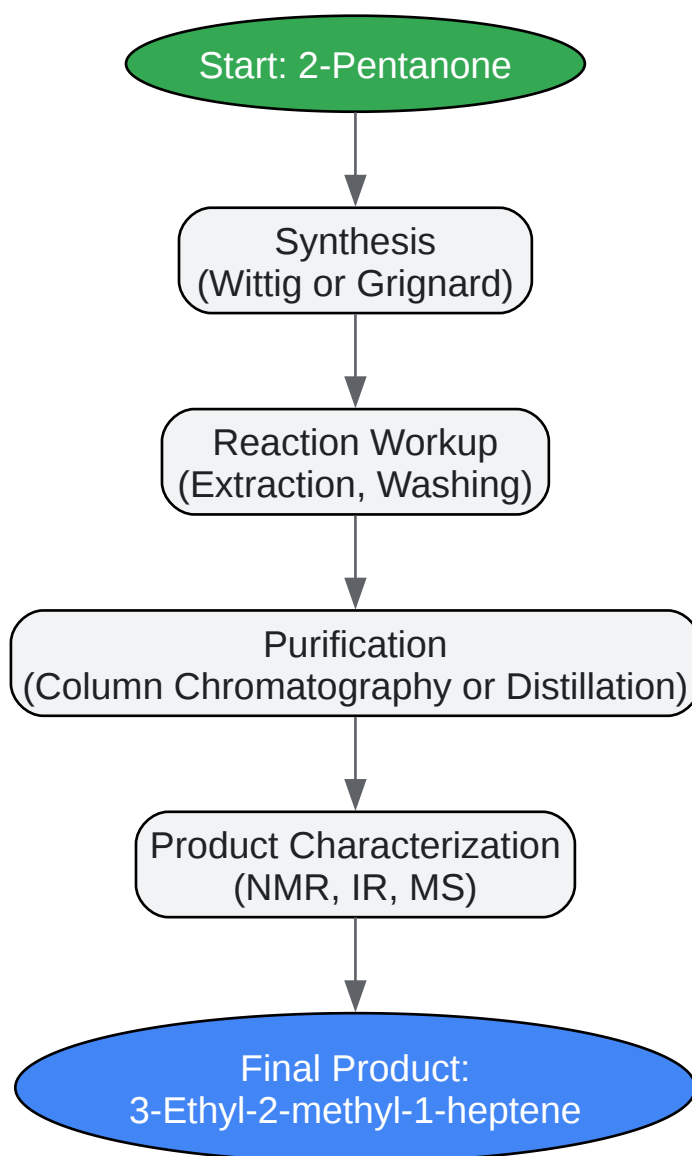 Start: 2-Pentanone
Synthesis
(Wittig or Grignard)
Reaction Workup
(Extraction, Washing)
Purification
(Column Chromatography or Distillation)
Product Characterization
(NMR, IR, MS)
Final Product:
3-Ethyl-2-methyl-1-heptene